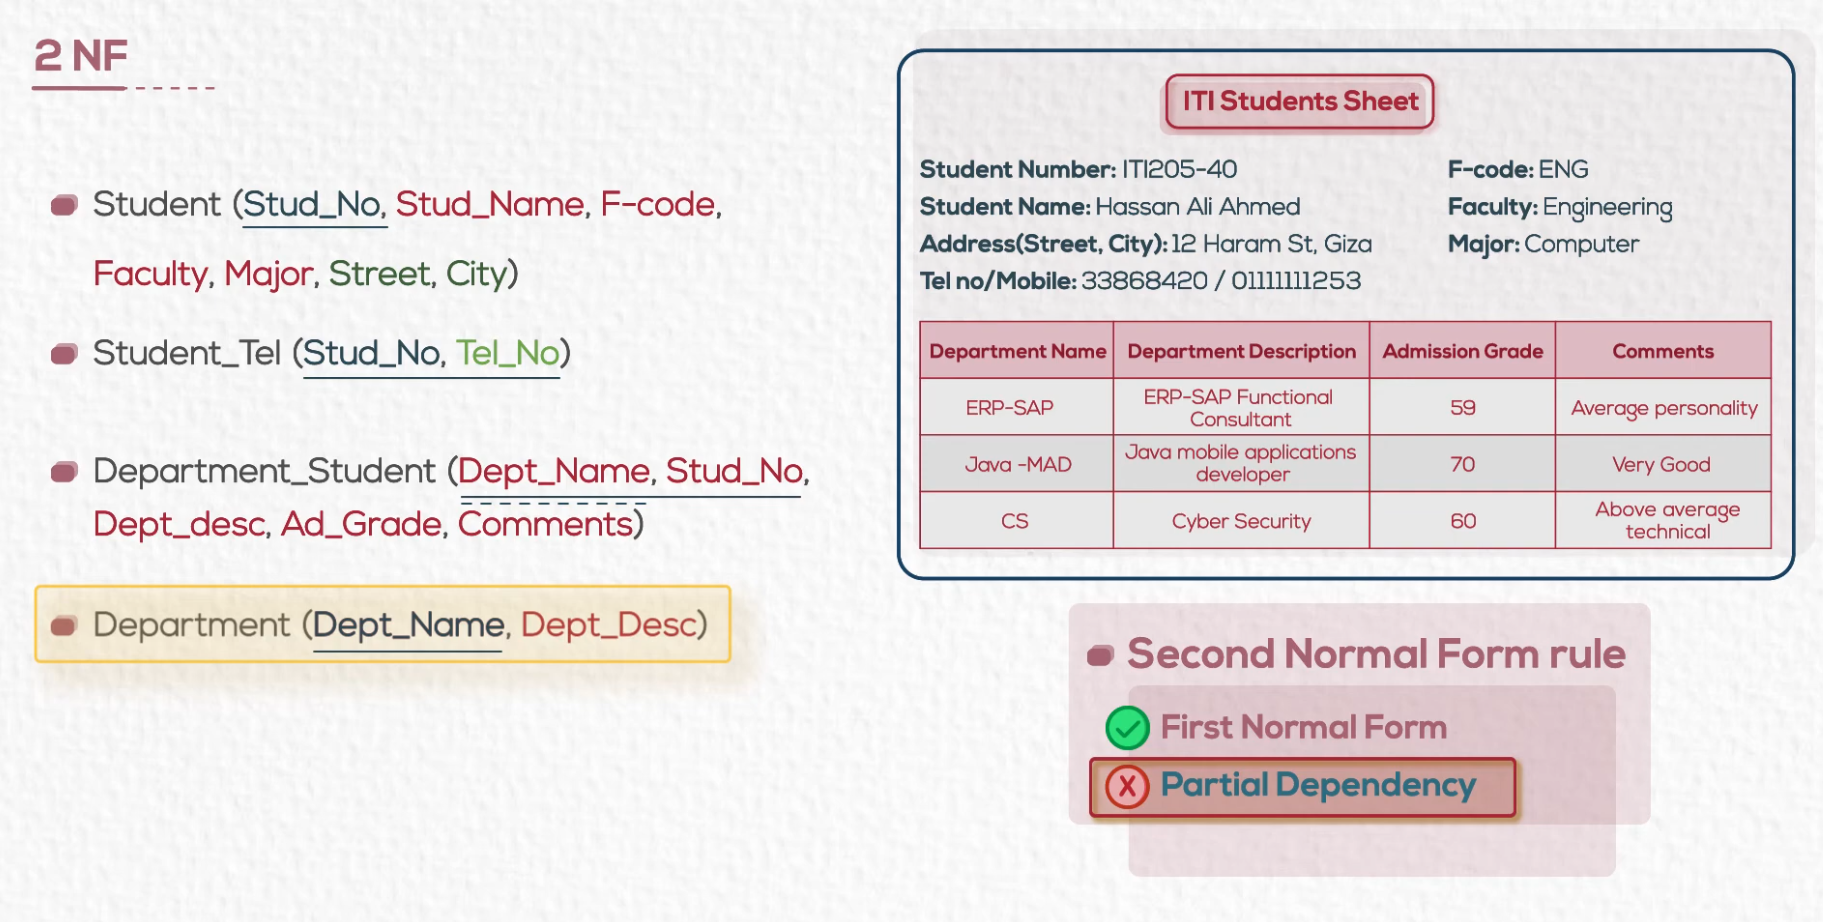 2 NF
Student (Stud_No, Stud_Name, F-code,
Faculty, Major, Street, City)
Student_Tel (Stud_No, Tel_No)
Department_Student (Dept_Name, Stud_No,
Dept_desc, Ad_Grade, Comments)
Department (Dept_Name, Dept_Desc)
ITI Students Sheet
Student Number: ITI205-40
F-code: ENG
Student Name: Hassan Ali Ahmed
Faculty: Engineering
Address(Street, City): 12 Haram St, Giza
Major: Computer
Tel no/Mobile: 33868420 / 01111111253
Department Name Department Description Admission Grade Comments
ERP-SAP ERP-SAP Functional Consultant 59 Average personality
Java -MAD Java mobile applications developer 70 Very Good
CS Cyber Security 60 Above average technical
Second Normal Form rule
First Normal Form
X Partial Dependency